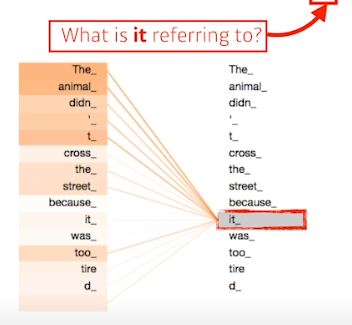 What is it referring to?
The_ The_
animal_ animal_
didn_ didn_
'_ '_
t_ t_
cross_ cross_
the_ the_
street_ street_
because_ because_
it_ it_
was_ was_
too_ too_
tire tire
d_ d_